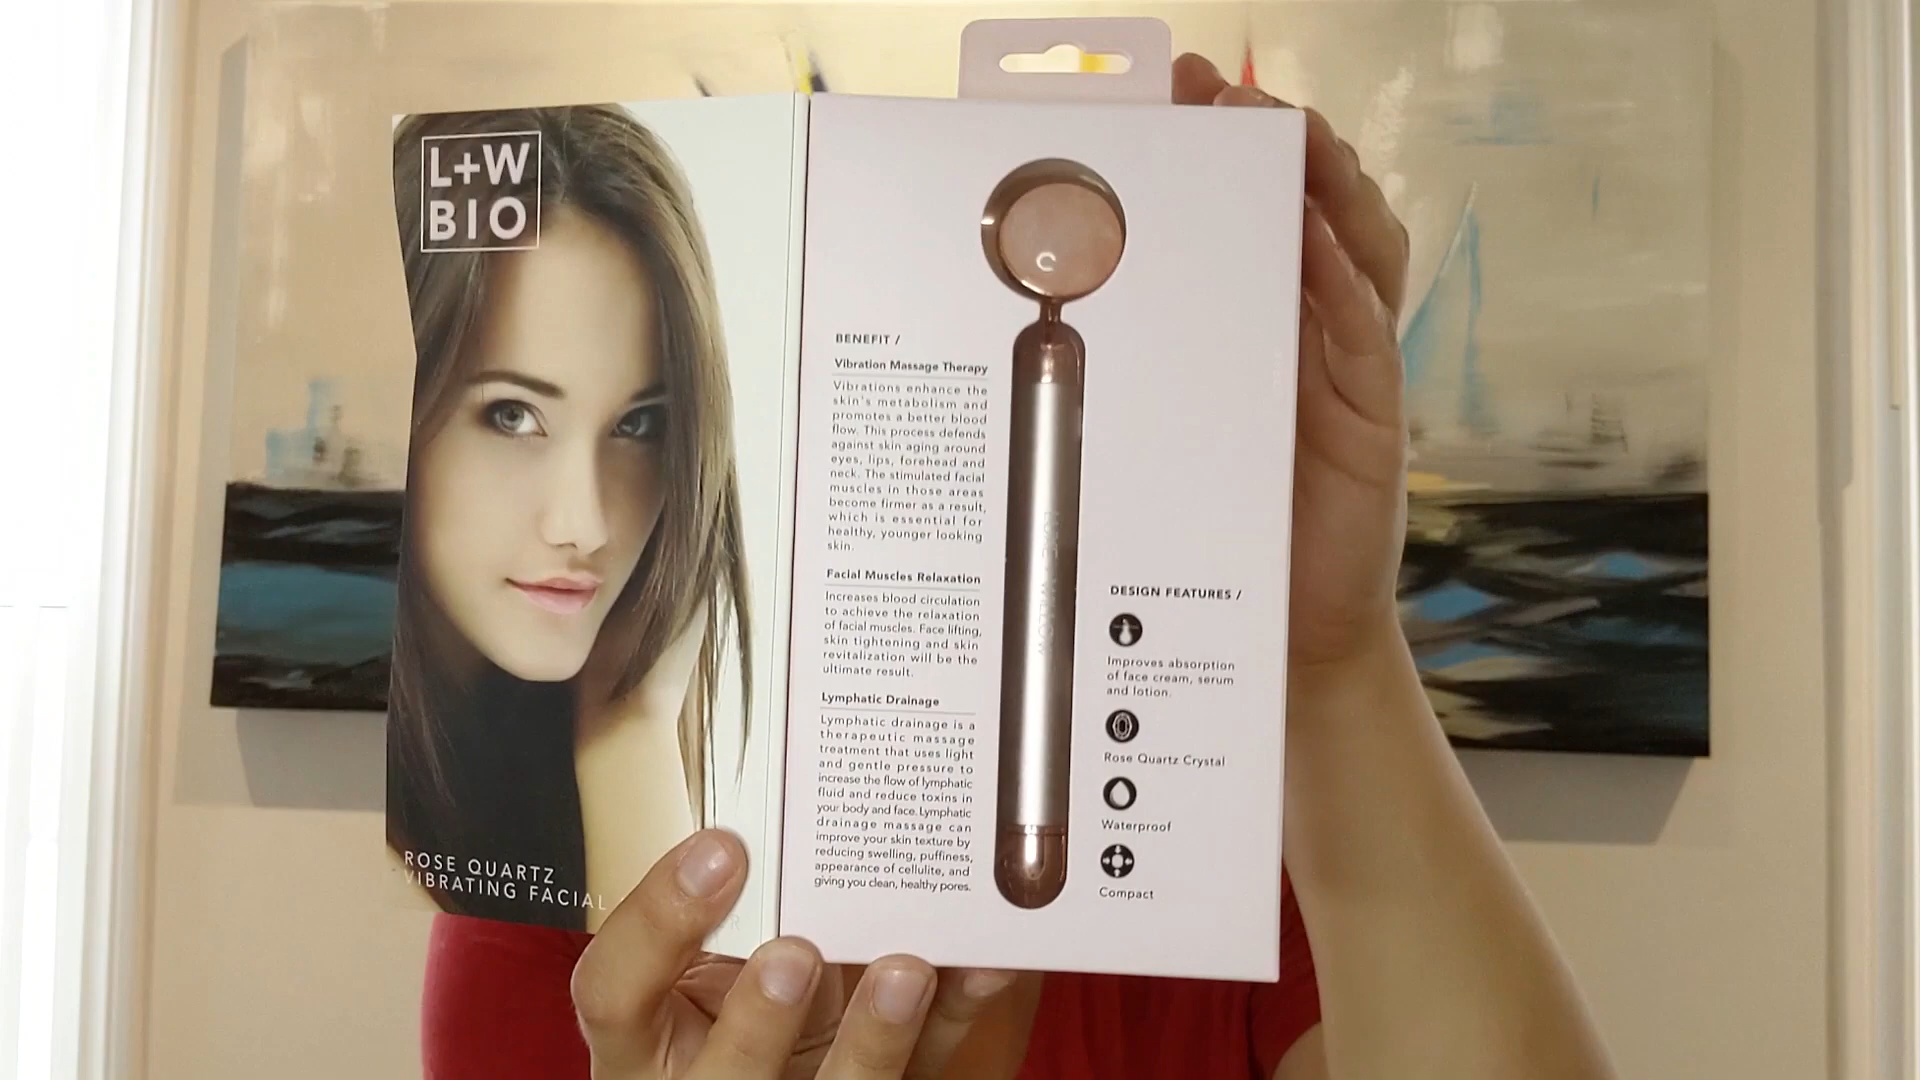 L+W
BIO
ROSE QUARTZ
VIBRATING FACIAL
BENEFIT /
Vibration Massage Therapy
Vibrations enhance the
skin's metabolism and
promotes a better blood
flow. This process defends
against skin aging around
eyes, lips, forehead and
neck. The stimulated facial
muscles in those areas
become firmer as a result,
which is essential for
healthy, younger looking
skin.
Facial Muscles Relaxation
Increases blood circulation
to achieve the relaxation
of facial muscles. Face lifting,
skin tightening and skin
revitalization will be the
ultimate result.
Lymphatic Drainage
Lymphatic drainage is a
therapeutic massage
treatment that uses light
and gentle pressure to
increase the flow of lymphatic
fluid and reduce toxins in
your body and face. Lymphatic
drainage massage can
improve your skin texture by
reducing swelling, puffiness,
appearance of cellulite, and
giving you clean, healthy pores.
DESIGN FEATURES /
Improves absorption
of face cream, serum
and lotion.
Rose Quartz Crystal
Waterproof
Compact